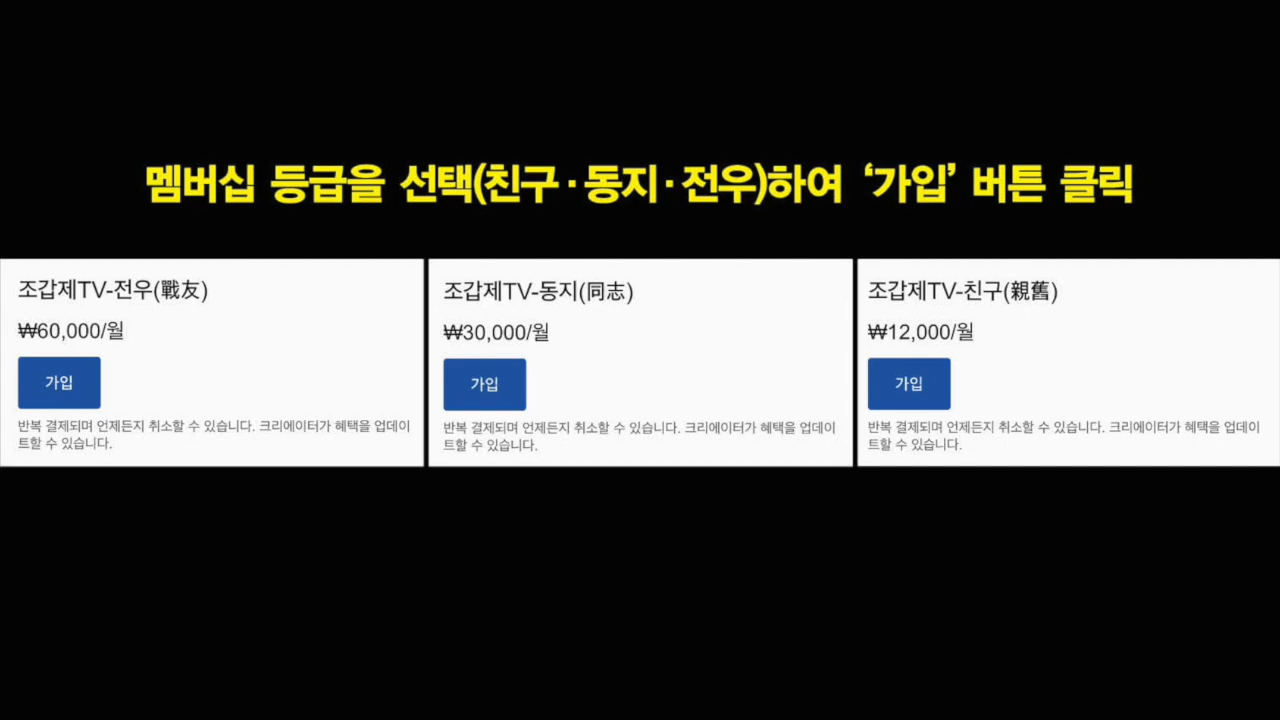 멤버십 등급을 선택(친구·동지·전우)하여 ‘가입’ 버튼 클릭
조갑제TV-전우(戰友)
₩60,000/월
가입
반복 결제되며 언제든지 취소할 수 있습니다. 크리에이터가 혜택을 업데이
트할 수 있습니다.
조갑제TV-동지(同志)
₩30,000/월
가입
반복 결제되며 언제든지 취소할 수 있습니다. 크리에이터가 혜택을 업데이
트할 수 있습니다.
조갑제TV-친구(親舊)
₩12,000/월
가입
반복 결제되며 언제든지 취소할 수 있습니다. 크리에이터가 혜택을 업데이
트할 수 있습니다.